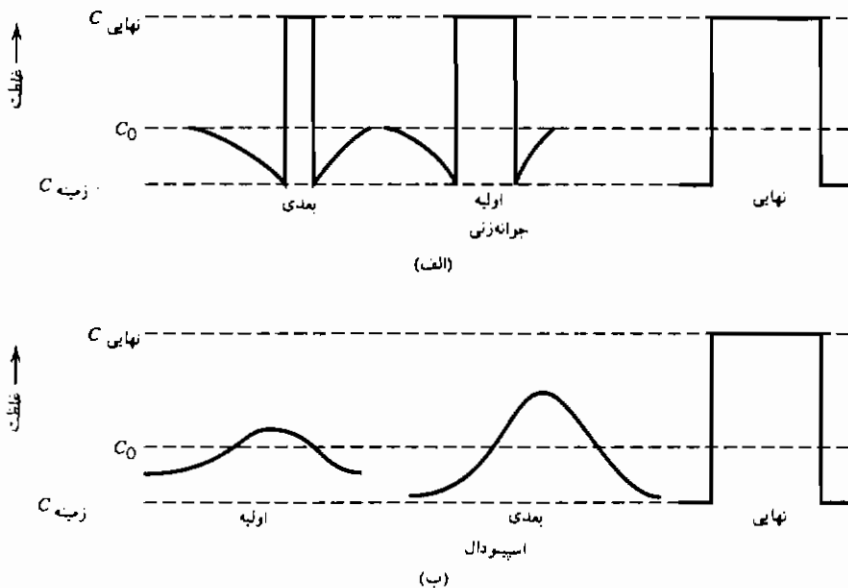 C نهایی
غلظت
C₀
C زمینه
بعدی
اولیه
نهایی
جوانه‌زنی
(الف)
C نهایی
غلظت
C₀
C زمینه
اولیه
بعدی
نهایی
اسپینودال
(ب)